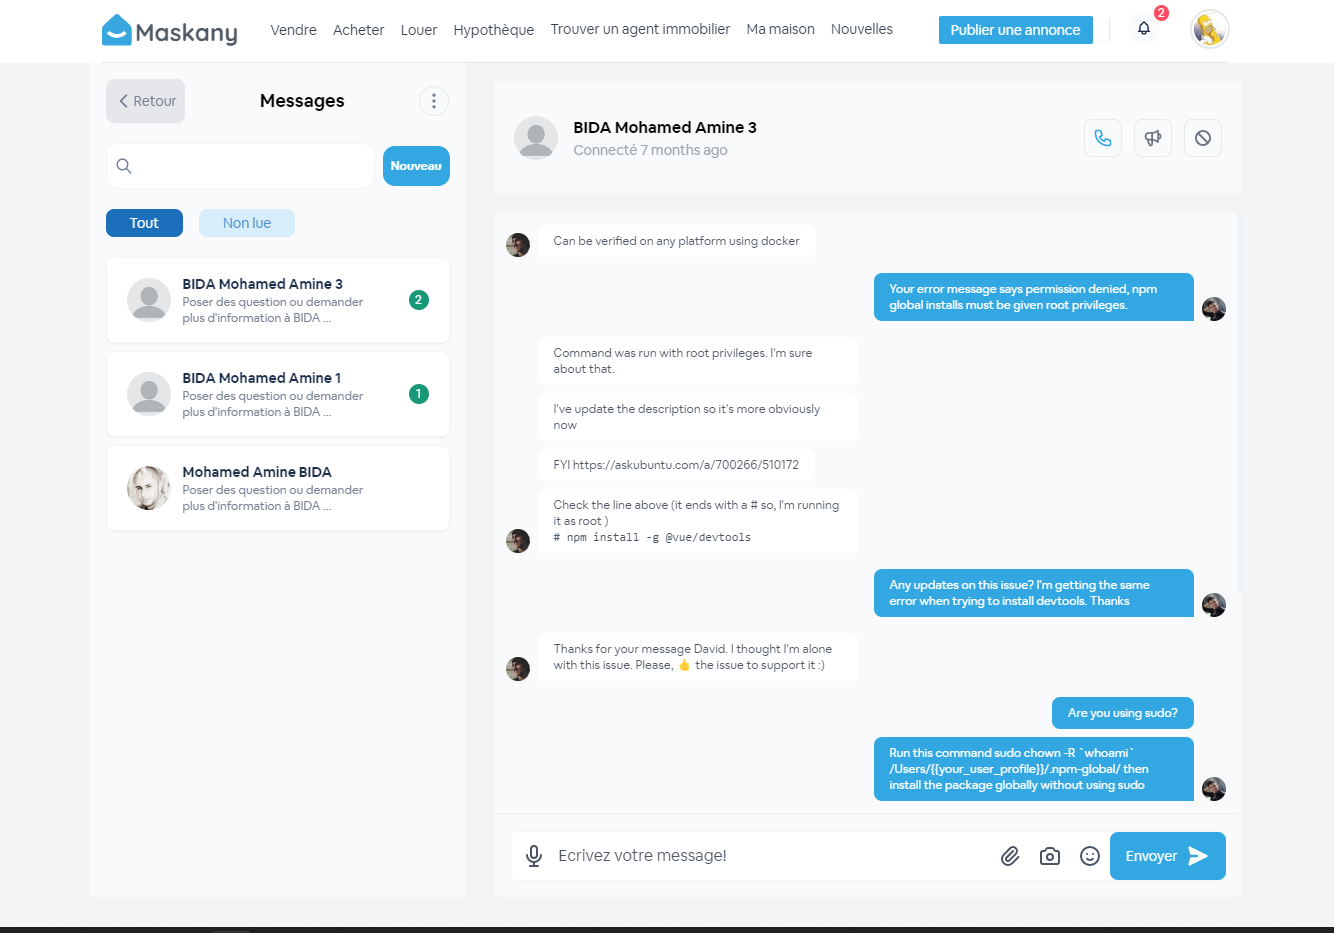 Maskany
Vendre
Acheter
Louer
Hypothèque
Trouver un agent immobilier
Ma maison
Nouvelles
Publier une annonce
2
Retour
Messages
Nouveau
Tout
Non lue
BIDA Mohamed Amine 3
Poser des question ou demander
plus d'information à BIDA ...
2
BIDA Mohamed Amine 1
Poser des question ou demander
plus d'information à BIDA ...
1
Mohamed Amine BIDA
Poser des question ou demander
plus d'information à BIDA ...
BIDA Mohamed Amine 3
Connecté 7 months ago
Can be verified on any platform using docker
Your error message says permission denied, npm
global installs must be given root privileges.
Command was run with root privileges. I'm sure
about that.
I've update the description so it's more obviously
now
FYI https://askubuntu.com/a/700266/510172
Check the line above (it ends with a # so, I'm running
it as root )
# npm install -g @vue/devtools
Any updates on this issue? I'm getting the same
error when trying to install devtools. Thanks
Thanks for your message David. I thought I'm alone
with this issue. Please, 👍 the issue to support it :)
Are you using sudo?
Run this command sudo chown -R `whoami`
/Users/{{your_user_profile}}/.npm-global/ then
install the package globally without using sudo
Ecrivez votre message!
Envoyer